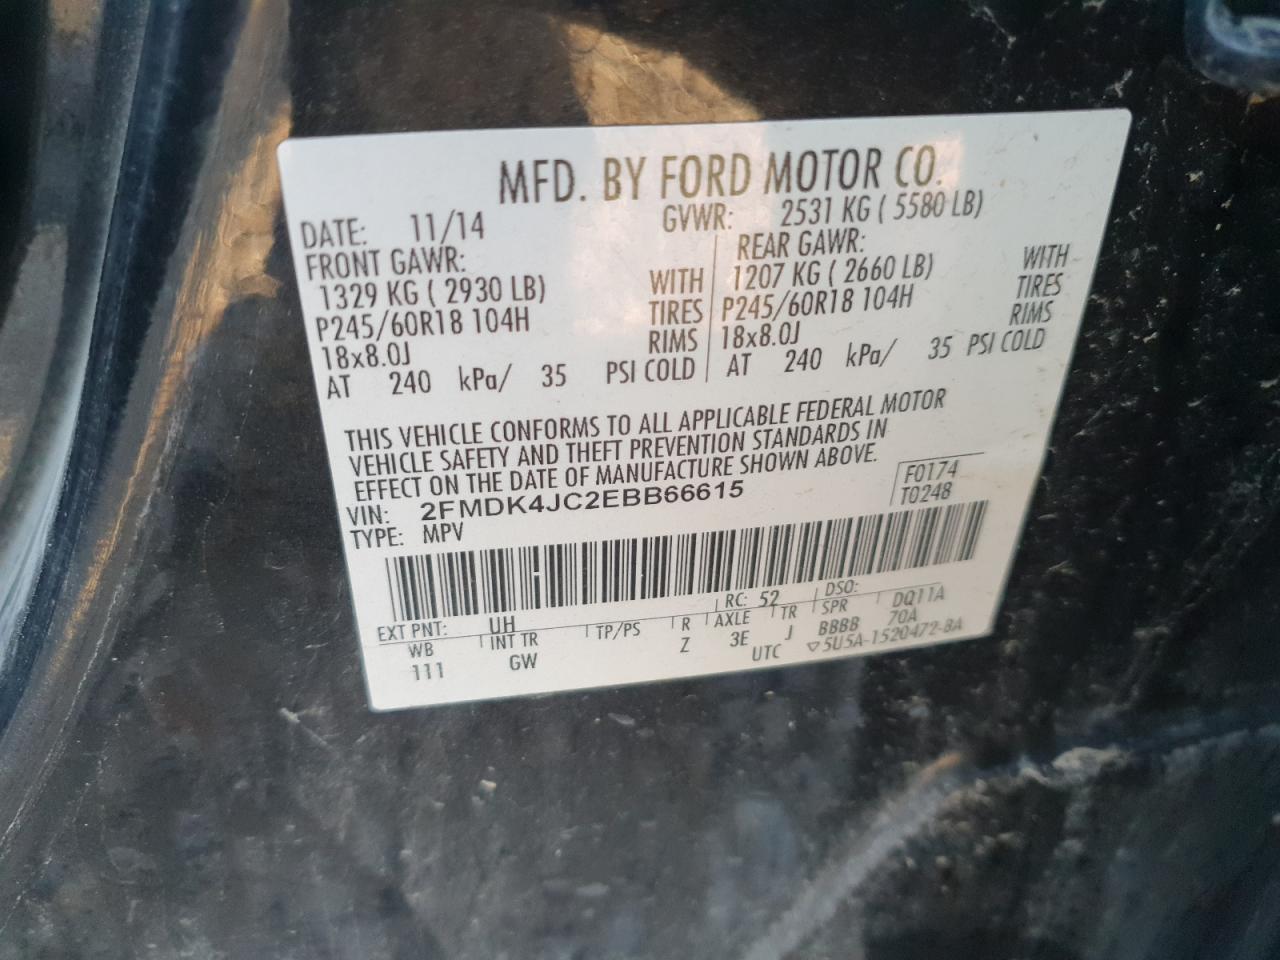 MFD. BY FORD MOTOR CO.
DATE: 11/14 GVWR: 2531 KG ( 5580 LB)
FRONT GAWR: REAR GAWR:
1329 KG ( 2930 LB) WITH 1207 KG ( 2660 LB) WITH
P245/60R18 104H TIRES P245/60R18 104H TIRES
18x8.0J RIMS 18x8.0J RIMS
AT 240 kPa/ 35 PSI COLD AT 240 kPa/ 35 PSI COLD
THIS VEHICLE CONFORMS TO ALL APPLICABLE FEDERAL MOTOR
VEHICLE SAFETY AND THEFT PREVENTION STANDARDS IN
EFFECT ON THE DATE OF MANUFACTURE SHOWN ABOVE.
F0174
VIN: 2FMDK4JC2EBB66615 T0248
TYPE: MPV
EXT PNT: UH RC: 52 DSO:
WB INT TR TP/PS R AXLE TR SPR DQ11A
111 GW Z 3E J BBBB 70A
UTC ▽5U5A-1520472-BA